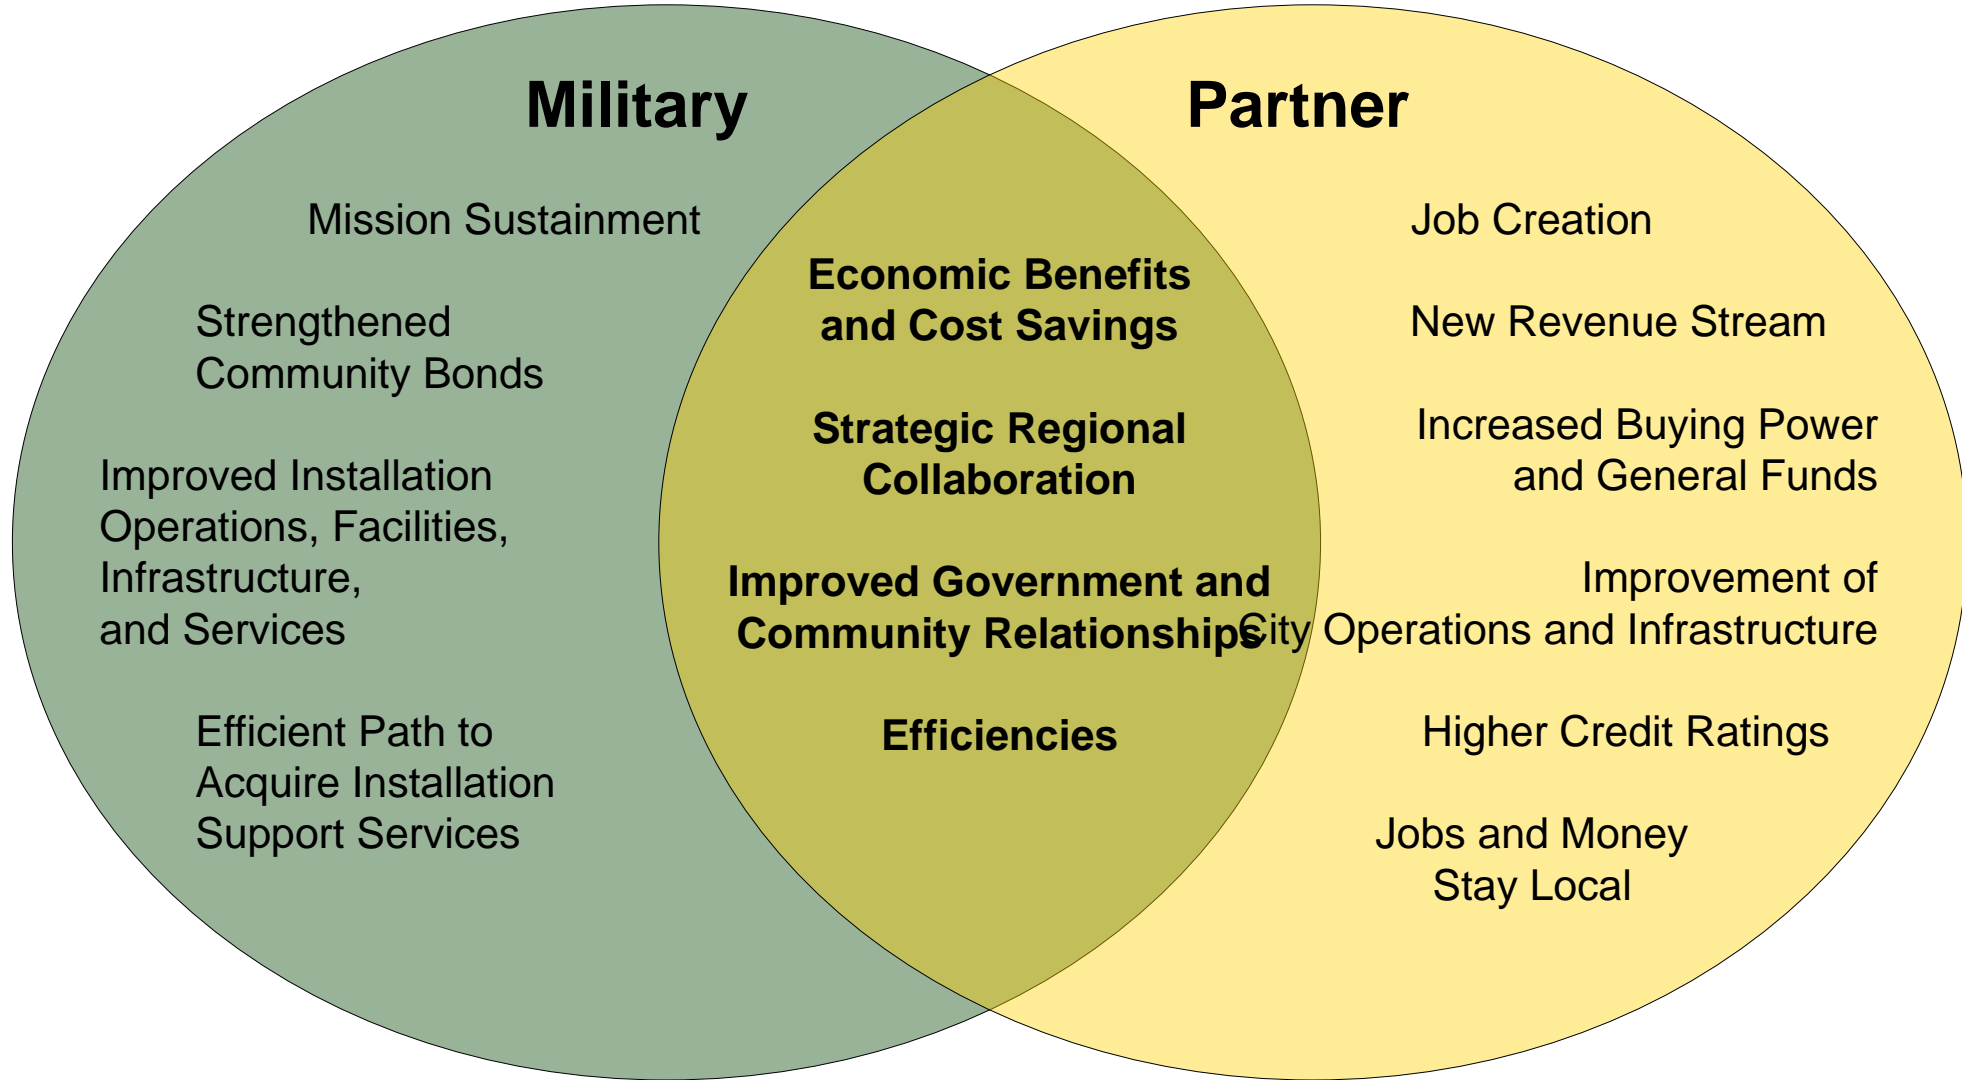 Military
Mission Sustainment
Strengthened
Community Bonds
Improved Installation
Operations, Facilities,
Infrastructure,
and Services
Efficient Path to
Acquire Installation
Support Services
Economic Benefits
and Cost Savings
Strategic Regional
Collaboration
Improved Government and
Community Relationships
Efficiencies
Partner
Job Creation
New Revenue Stream
Increased Buying Power
and General Funds
Improvement of
City Operations and Infrastructure
Higher Credit Ratings
Jobs and Money
Stay Local